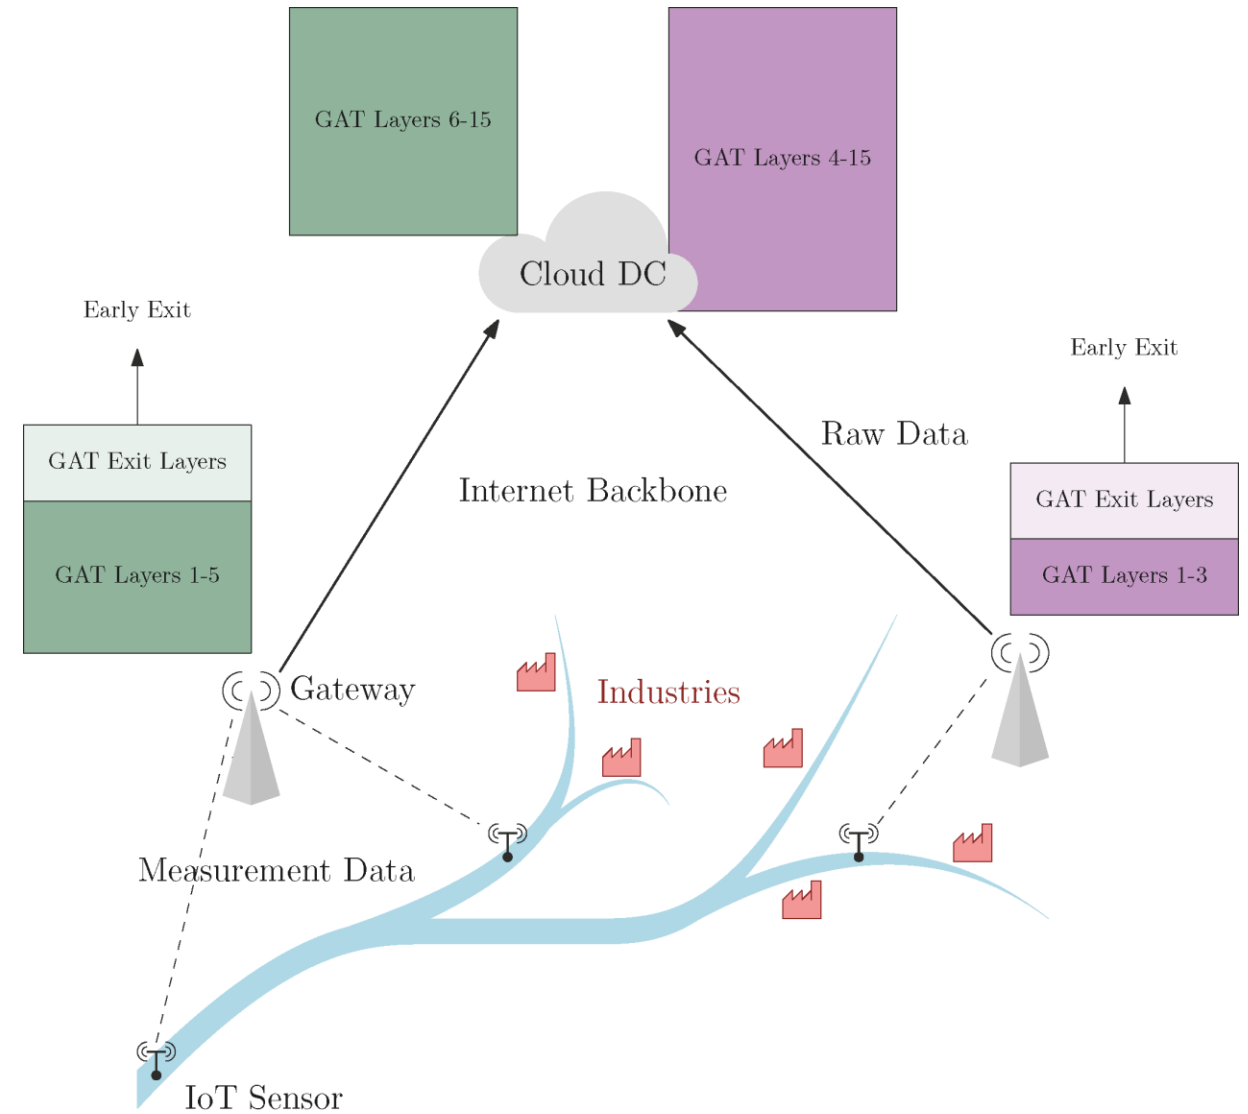 GAT Layers 6-15
GAT Layers 4-15
Cloud DC
Early Exit
Early Exit
Raw Data
GAT Exit Layers
Internet Backbone
GAT Exit Layers
GAT Layers 1-5
GAT Layers 1-3
Gateway
Industries
Measurement Data
IoT Sensor